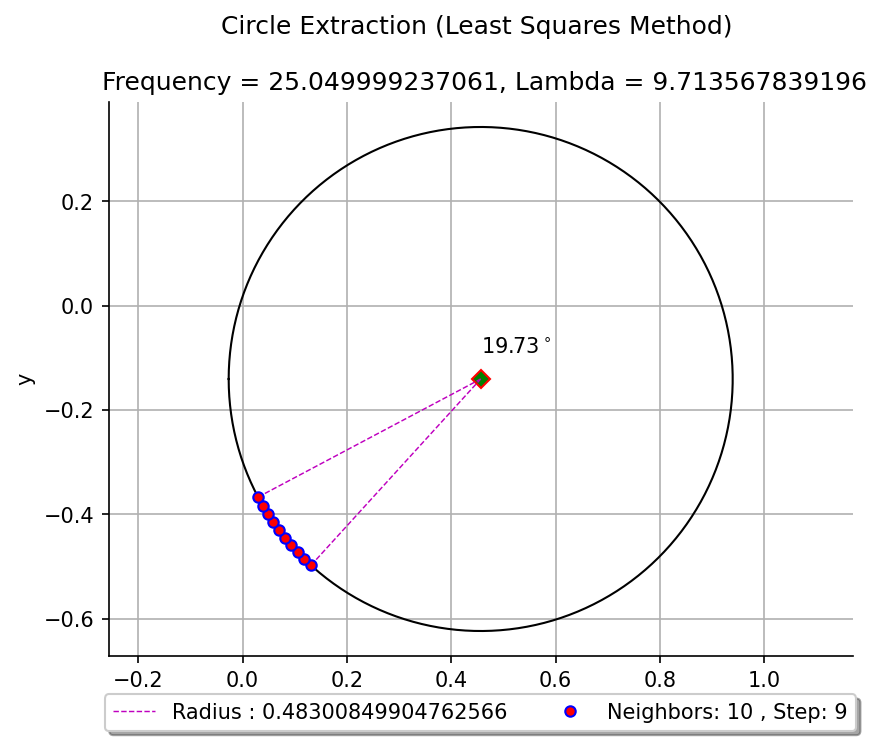 Circle Extraction (Least Squares Method)
Frequency = 25.049999237061, Lambda = 9.713567839196
0.2
0.0
−0.2
−0.4
−0.6
y
19.73°
−0.2 0.0 0.2 0.4 0.6 0.8 1.0
Radius : 0.48300849904762566 Neighbors: 10 , Step: 9